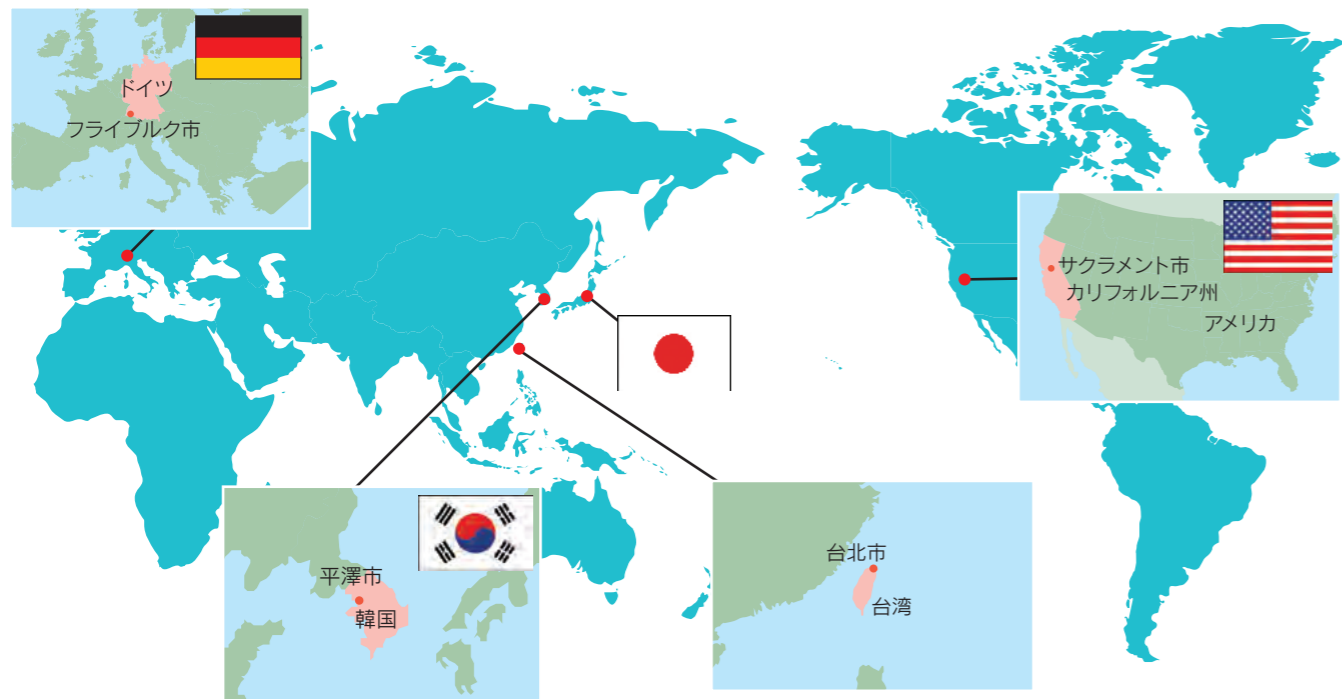 ドイツ
フライブルク市
サクラメント市
カリフォルニア州
アメリカ
平澤市
韓国
台北市
台湾